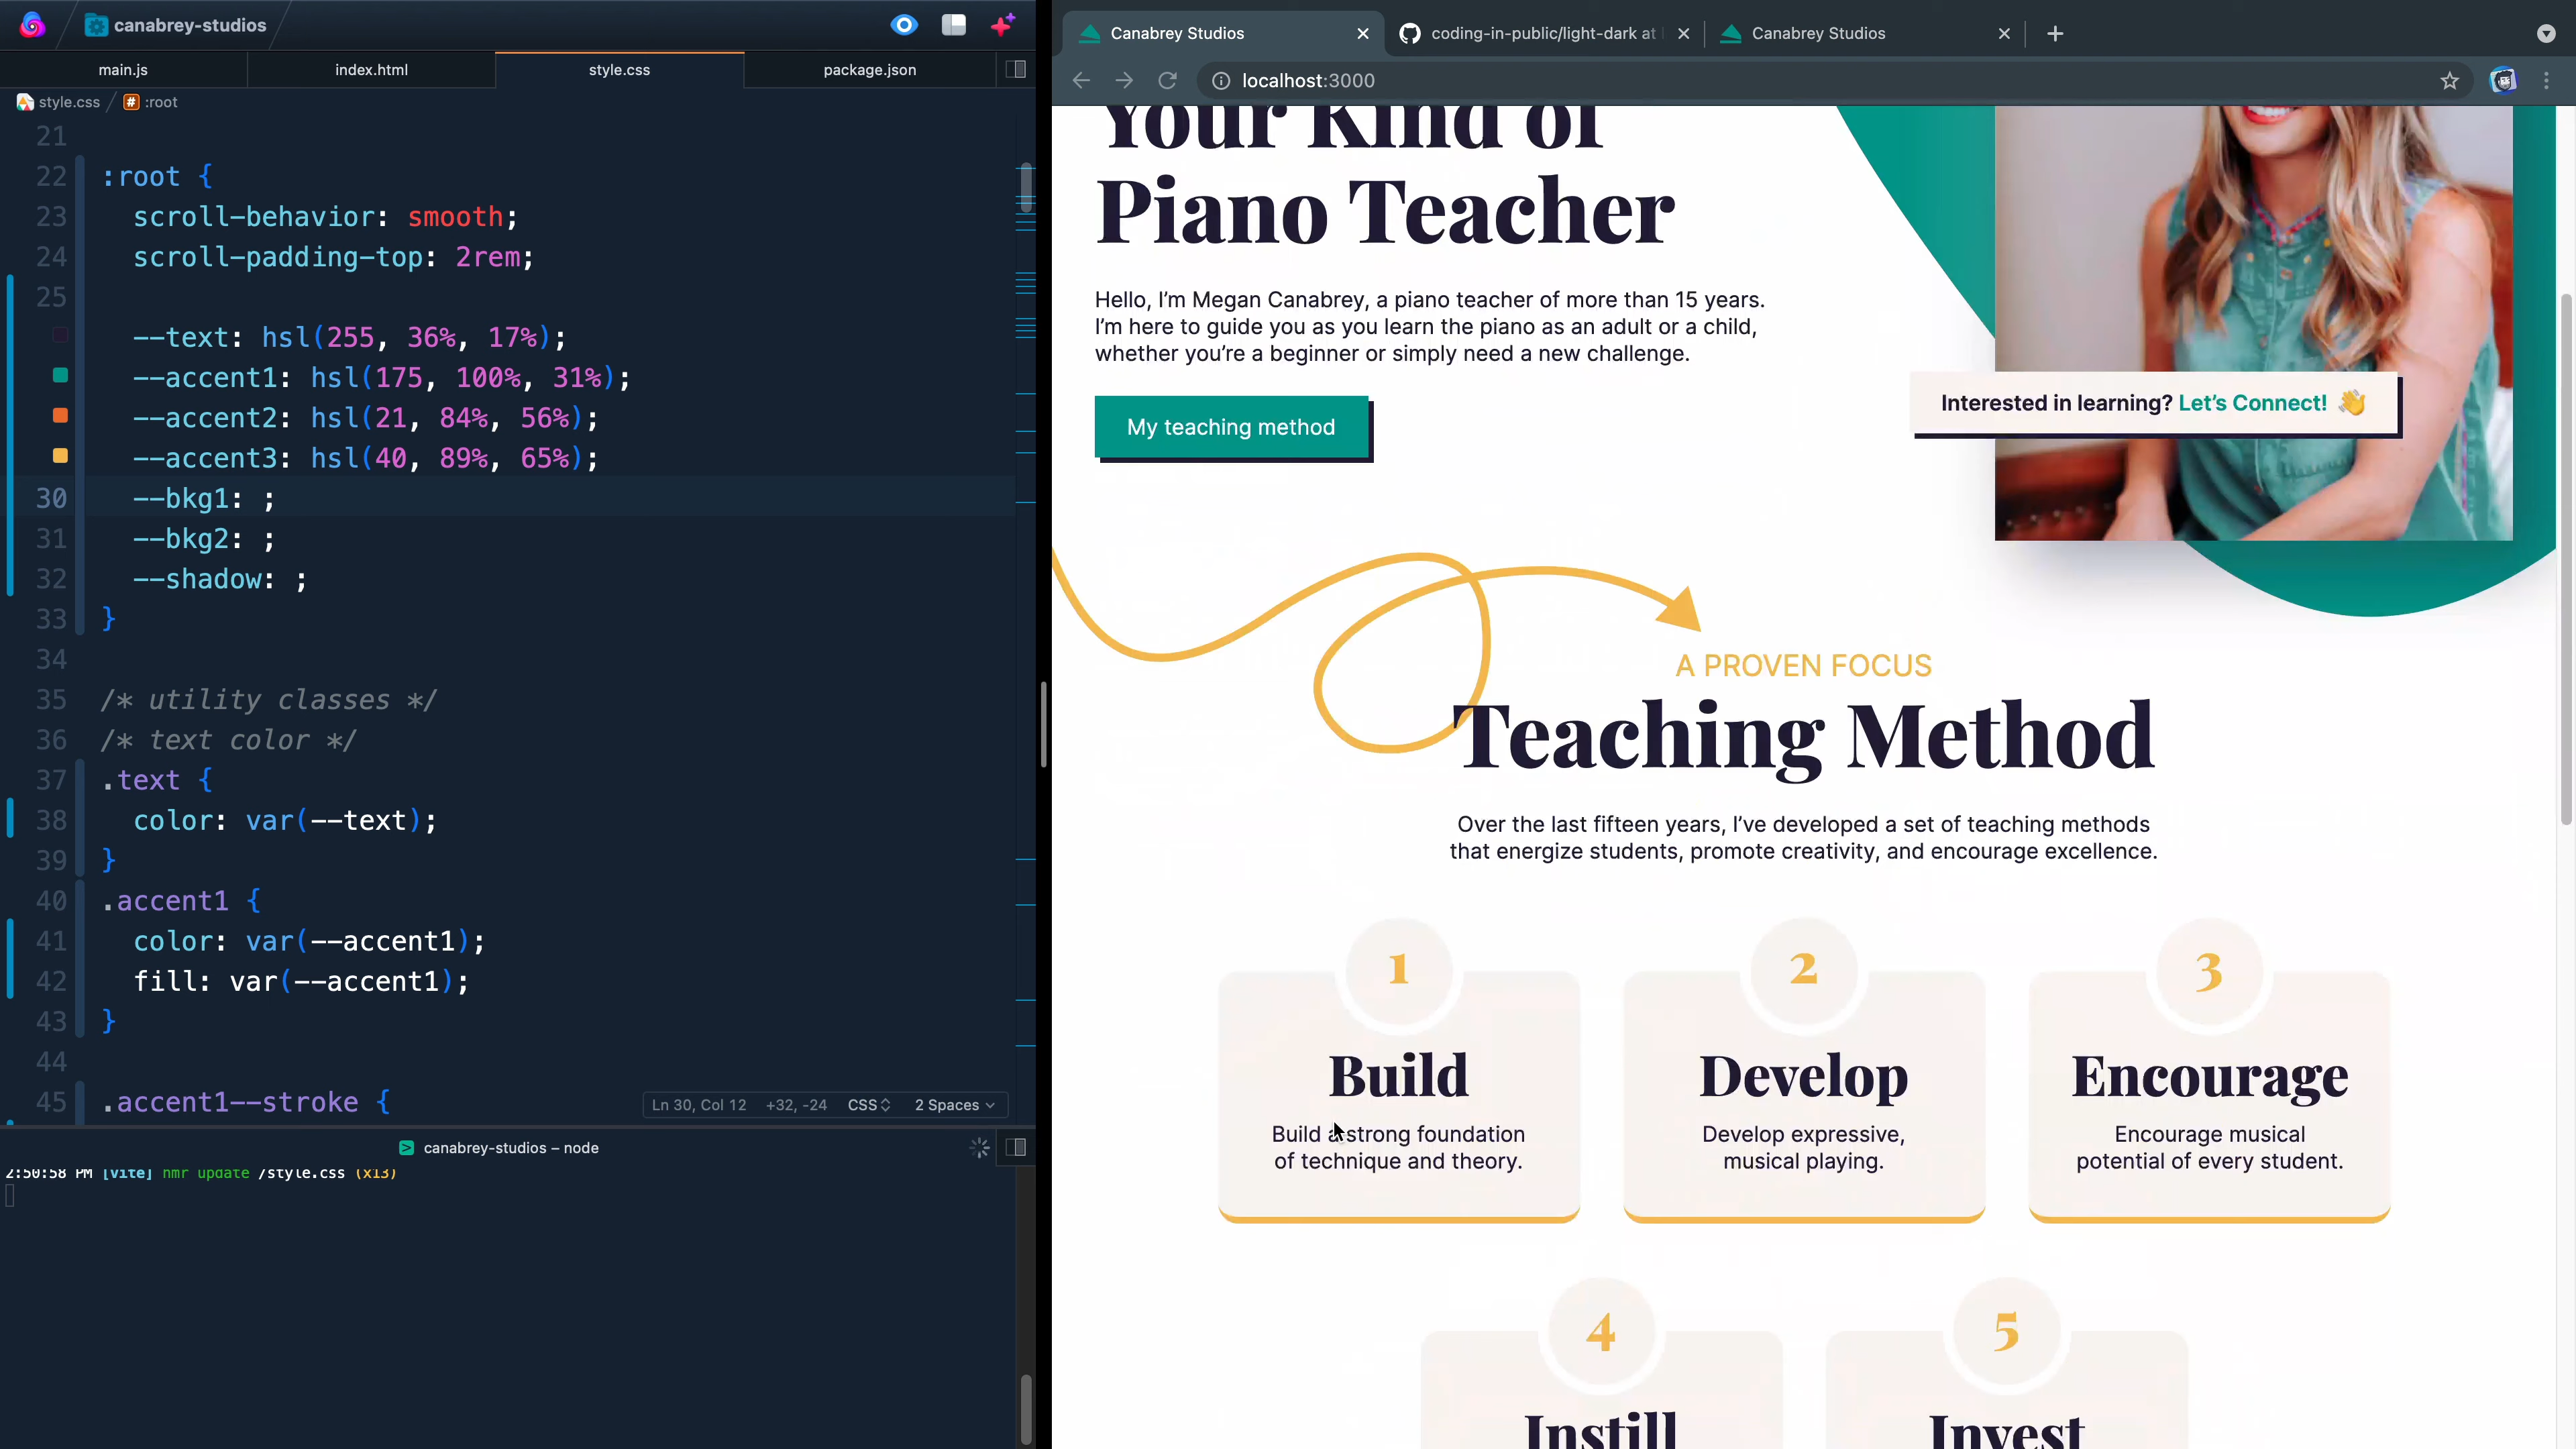 canabrey-studios
main.js
index.html
style.css
package.json
style.css
# :root
21
22 :root {
23 scroll-behavior: smooth;
24 scroll-padding-top: 2rem;
25
--text: hsl(255, 36%, 17%);
--accent1: hsl(175, 100%, 31%);
--accent2: hsl(21, 84%, 56%);
--accent3: hsl(40, 89%, 65%);
30 --bkg1: ;
31 --bkg2: ;
32 --shadow: ;
33 }
34
35 /* utility classes */
36 /* text color */
37 .text {
38 color: var(--text);
39 }
40 .accent1 {
41 color: var(--accent1);
42 fill: var(--accent1);
43 }
44
45 .accent1--stroke {
Ln 30, Col 12 +32, -24 CSS 2 Spaces
canabrey-studios – node
2:50:58 PM [vite] hmr update /style.css (x13)
Canabrey Studios
coding-in-public/light-dark at
Canabrey Studios
localhost:3000
Your Kind of
Piano Teacher
Hello, I’m Megan Canabrey, a piano teacher of more than 15 years.
I’m here to guide you as you learn the piano as an adult or a child,
whether you’re a beginner or simply need a new challenge.
My teaching method
Interested in learning? Let’s Connect! 👋
A PROVEN FOCUS
Teaching Method
Over the last fifteen years, I’ve developed a set of teaching methods
that energize students, promote creativity, and encourage excellence.
1
Build
Build a strong foundation
of technique and theory.
2
Develop
Develop expressive,
musical playing.
3
Encourage
Encourage musical
potential of every student.
4
Instill
5
Invest